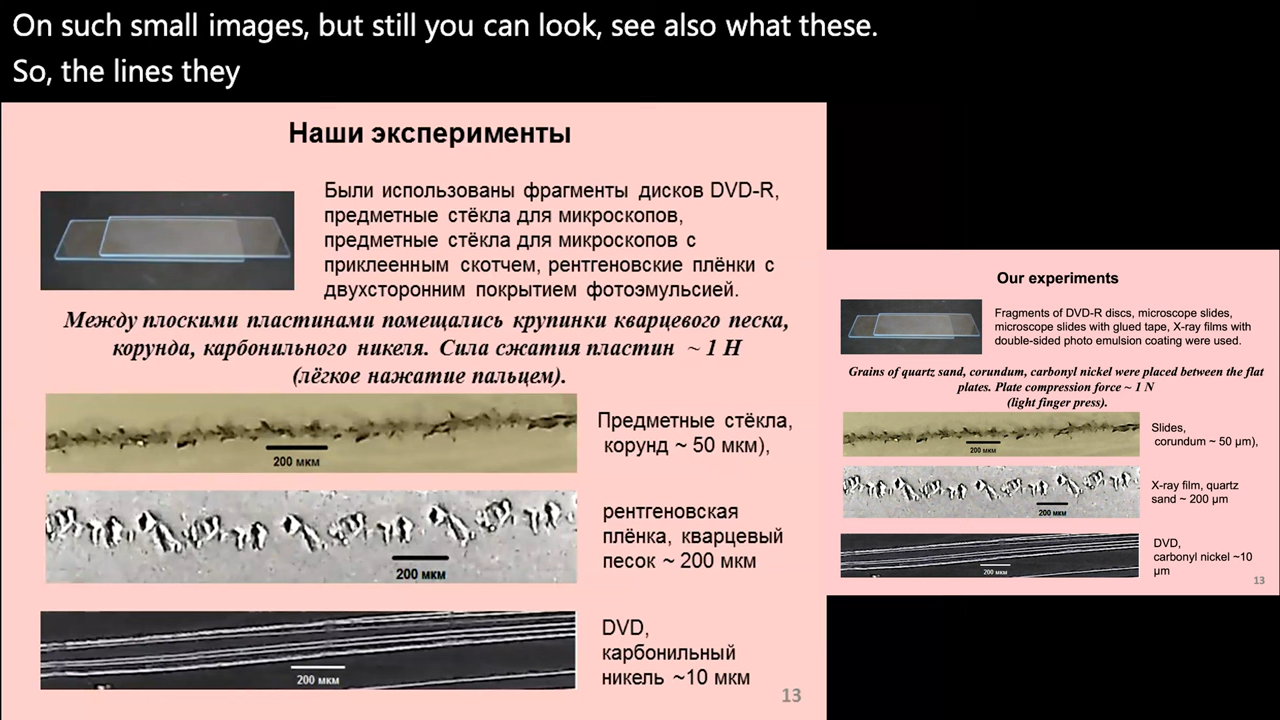 On such small images, but still you can look, see also what these.
So, the lines they
Наши эксперименты
Были использованы фрагменты дисков DVD-R,
предметные стёкла для микроскопов,
предметные стёкла для микроскопов с
приклеенным скотчем, рентгеновские плёнки с
двухсторонним покрытием фотоэмульсией.
Между плоскими пластинами помещались крупинки кварцевого песка,
корунда, карбонильного никеля. Сила сжатия пластин ~ 1 Н
(лёгкое нажатие пальцем).
200 мкм
Предметные стёкла,
корунд ~ 50 мкм),
200 мкм
рентгеновская
плёнка, кварцевый
песок ~ 200 мкм
200 мкм
DVD,
карбонильный
никель ~10 мкм
13
Our experiments
Fragments of DVD-R discs, microscope slides,
microscope slides with glued tape, X-ray films with
double-sided photo emulsion coating were used.
Grains of quartz sand, corundum, carbonyl nickel were placed between the flat
plates. Plate compression force ~ 1 N
(light finger press).
200 мкм
Slides,
corundum ~ 50 µm),
200 мкм
X-ray film, quartz
sand ~ 200 µm
200 мкм
DVD,
carbonyl nickel ~10
µm
13